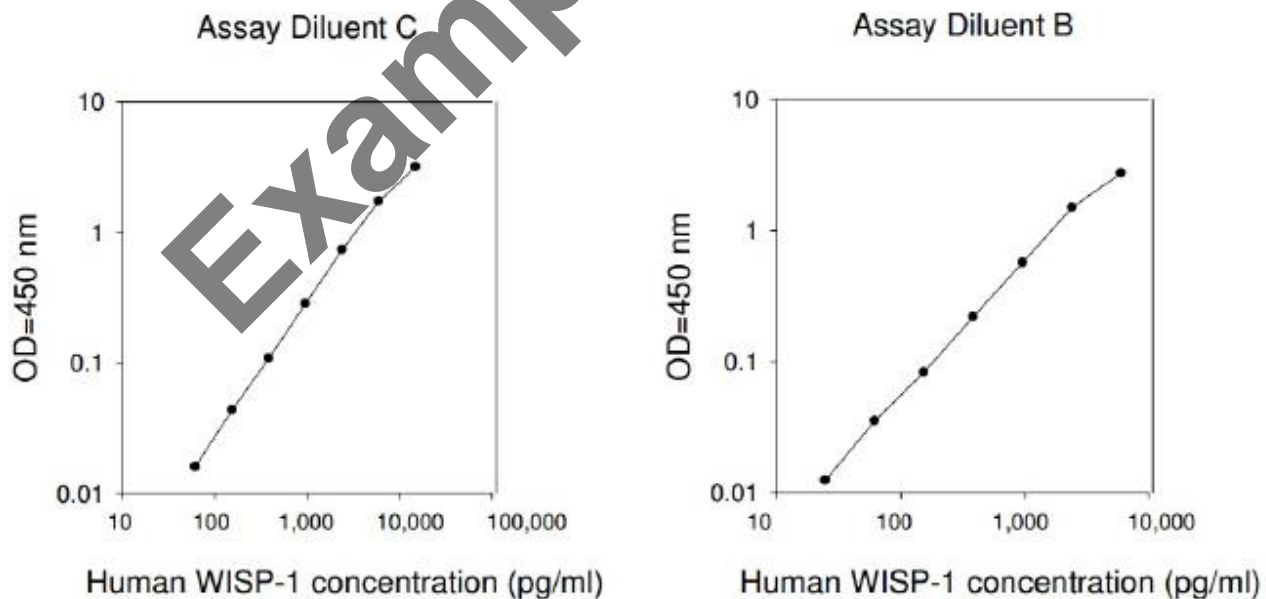 Assay Diluent C
10
1
0.1
0.01
OD=450 nm
10 100 1,000 10,000 100,000
Human WISP-1 concentration (pg/ml)
Assay Diluent B
10
1
0.1
0.01
OD=450 nm
10 100 1,000 10,000
Human WISP-1 concentration (pg/ml)